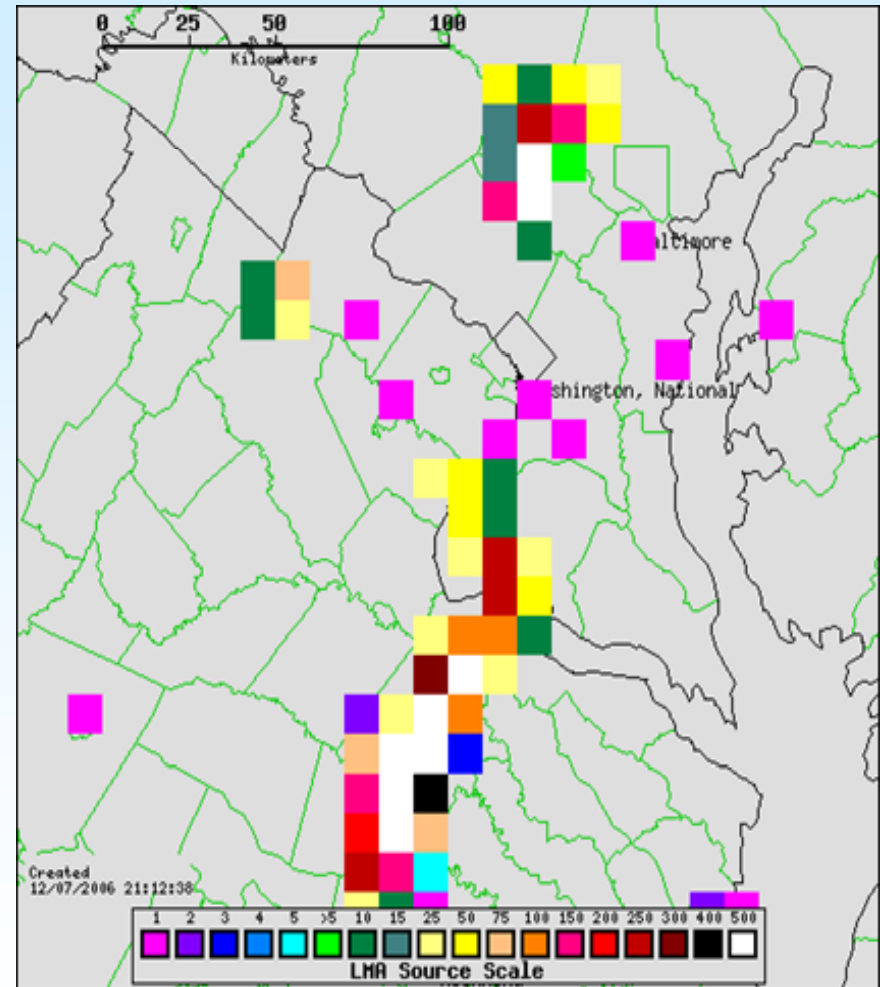 0 25 50 100
Kilometers
altimore
shington, National
Created
12/07/2006 21:12:38
1 2 3 4 5 >5 10 15 25 50 75 100 150 200 250 300 400 500
LMA Source Scale